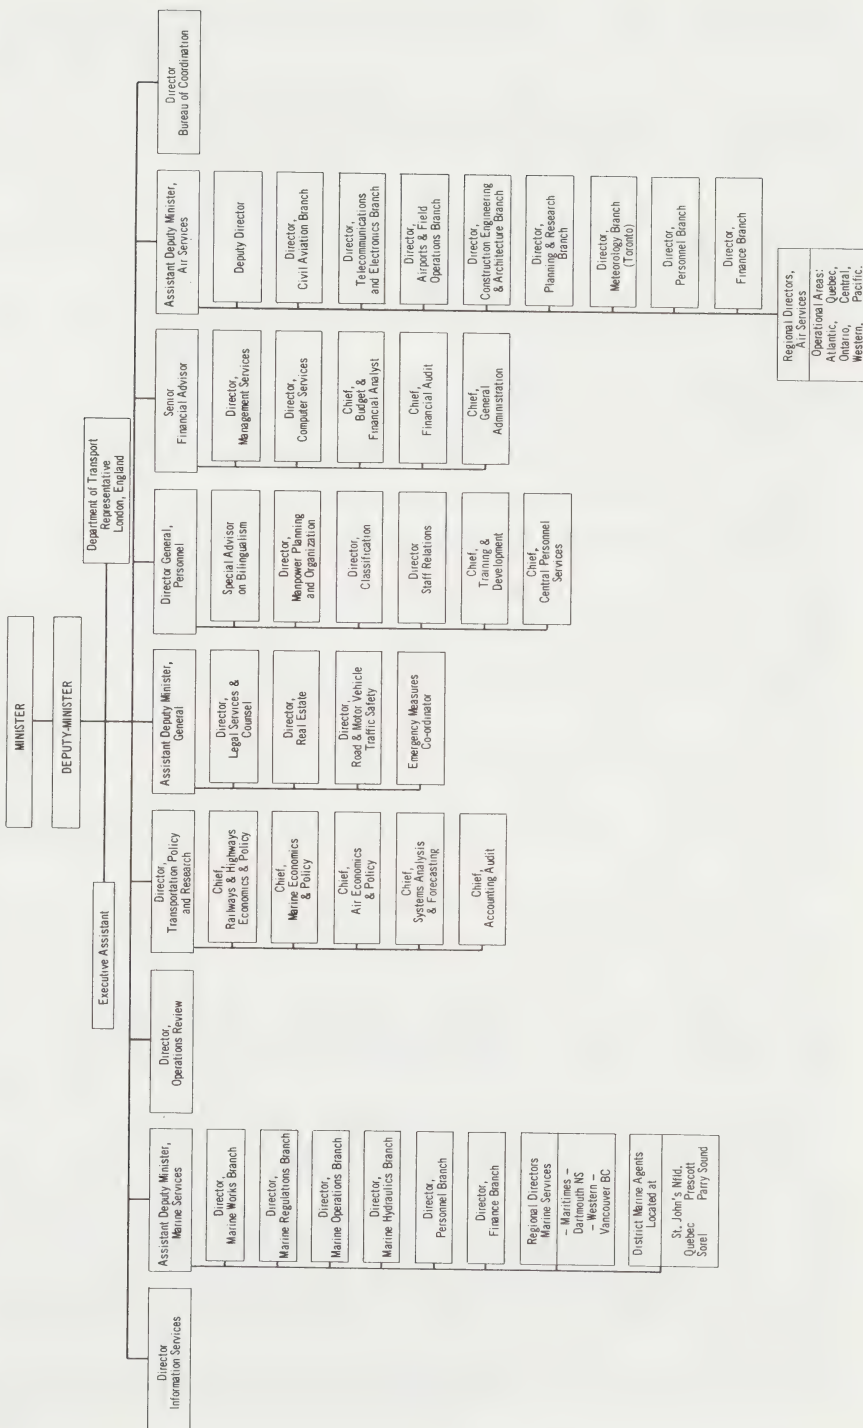 MINISTER
DEPUTY-MINISTER
Executive Assistant
Department of Transport
Representative
London, England
Director
Information Services
Assistant Deputy Minister,
Marine Services
Director,
Marine Works Branch
Director,
Marine Regulations Branch
Director,
Marine Operations Branch
Director,
Marine Hydraulics Branch
Director,
Personnel Branch
Director,
Finance Branch
Regional Directors
Marine Services
– Maritimes –
Dartmouth NS
– Western –
Vancouver BC
District Marine Agents
Located at
St. John's Nfld.
Quebec Prescott
Sorel Parry Sound
Director,
Operations Review
Director,
Transportation Policy
and Research
Chief,
Railways & Highways
Economics & Policy
Chief,
Marine Economics
& Policy
Chief,
Air Economics
& Policy
Chief,
Systems Analysis
& Forecasting
Chief,
Accounting Audit
Assistant Deputy Minister,
General
Director,
Legal Services &
Counsel
Director,
Real Estate
Director,
Road & Motor Vehicle
Traffic Safety
Emergency Measures
Co-ordinator
Director General,
Personnel
Special Advisor
on Bilingualism
Director,
Manpower Planning
and Organization
Director,
Classification
Director
Staff Relations
Chief,
Training &
Development
Chief,
Central Personnel
Services
Senior
Financial Advisor
Director,
Management Services
Director,
Computer Services
Chief,
Budget &
Financial Analyst
Chief,
Financial Audit
Chief,
General
Administration
Assistant Deputy Minister,
Air Services
Deputy Director
Director,
Civil Aviation Branch
Director,
Telecommunications
and Electronics Branch
Director,
Airports & Field
Operations Branch
Director,
Construction Engineering
& Architecture Branch
Director,
Planning & Research
Branch
Director,
Meteorology Branch
(Toronto)
Director,
Personnel Branch
Director,
Finance Branch
Regional Directors,
Air Services
Operational Areas:
Atlantic, Quebec,
Ontario, Central,
Western, Pacific.
Director
Bureau of Coordination